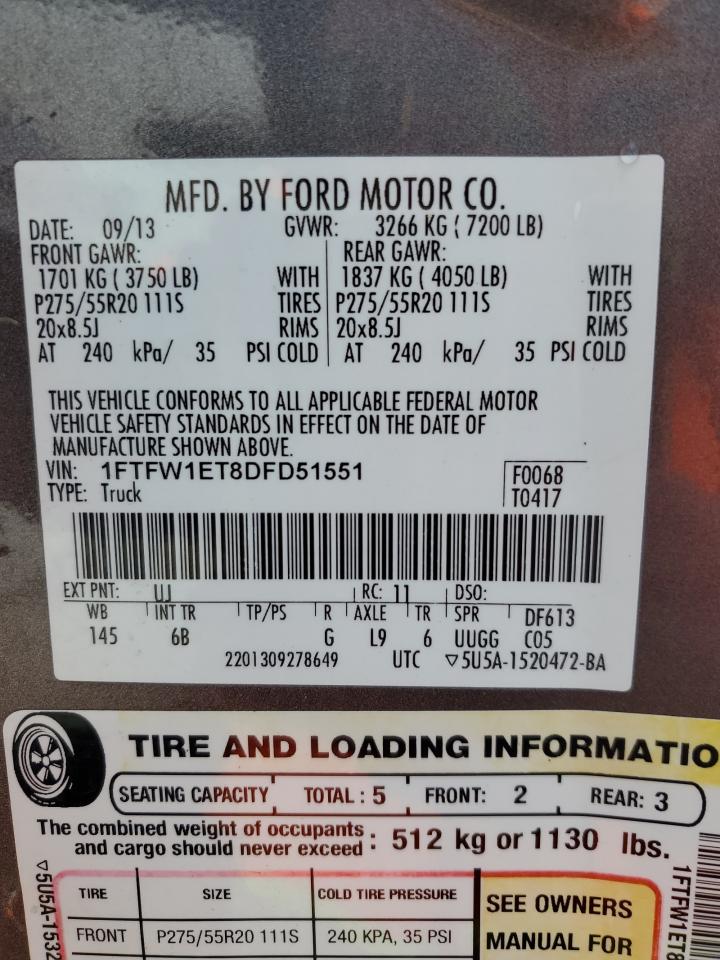 MFD. BY FORD MOTOR CO.
DATE: 09/13 GVWR: 3266 KG ( 7200 LB)
FRONT GAWR: REAR GAWR:
1701 KG ( 3750 LB) WITH 1837 KG ( 4050 LB) WITH
P275/55R20 111S TIRES P275/55R20 111S TIRES
20x8.5J RIMS 20x8.5J RIMS
AT 240 kPa/ 35 PSI COLD AT 240 kPa/ 35 PSI COLD
THIS VEHICLE CONFORMS TO ALL APPLICABLE FEDERAL MOTOR
VEHICLE SAFETY STANDARDS IN EFFECT ON THE DATE OF
MANUFACTURE SHOWN ABOVE.
VIN: 1FTFW1ET8DFD51551 F0068
TYPE: Truck T0417
EXT PNT: UJ RC: 11 DSO:
WB INT TR TP/PS R AXLE TR SPR DF613
145 6B G L9 6 UUGG C05
2201309278649 UTC ▽5U5A-1520472-BA
TIRE AND LOADING INFORMATIO
SEATING CAPACITY TOTAL : 5 FRONT: 2 REAR: 3
The combined weight of occupants
and cargo should never exceed : 512 kg or 1130 lbs.
TIRE SIZE COLD TIRE PRESSURE SEE OWNERS
FRONT P275/55R20 111S 240 KPA, 35 PSI MANUAL FOR
▽5U5A-1532
1FTFW1ET8